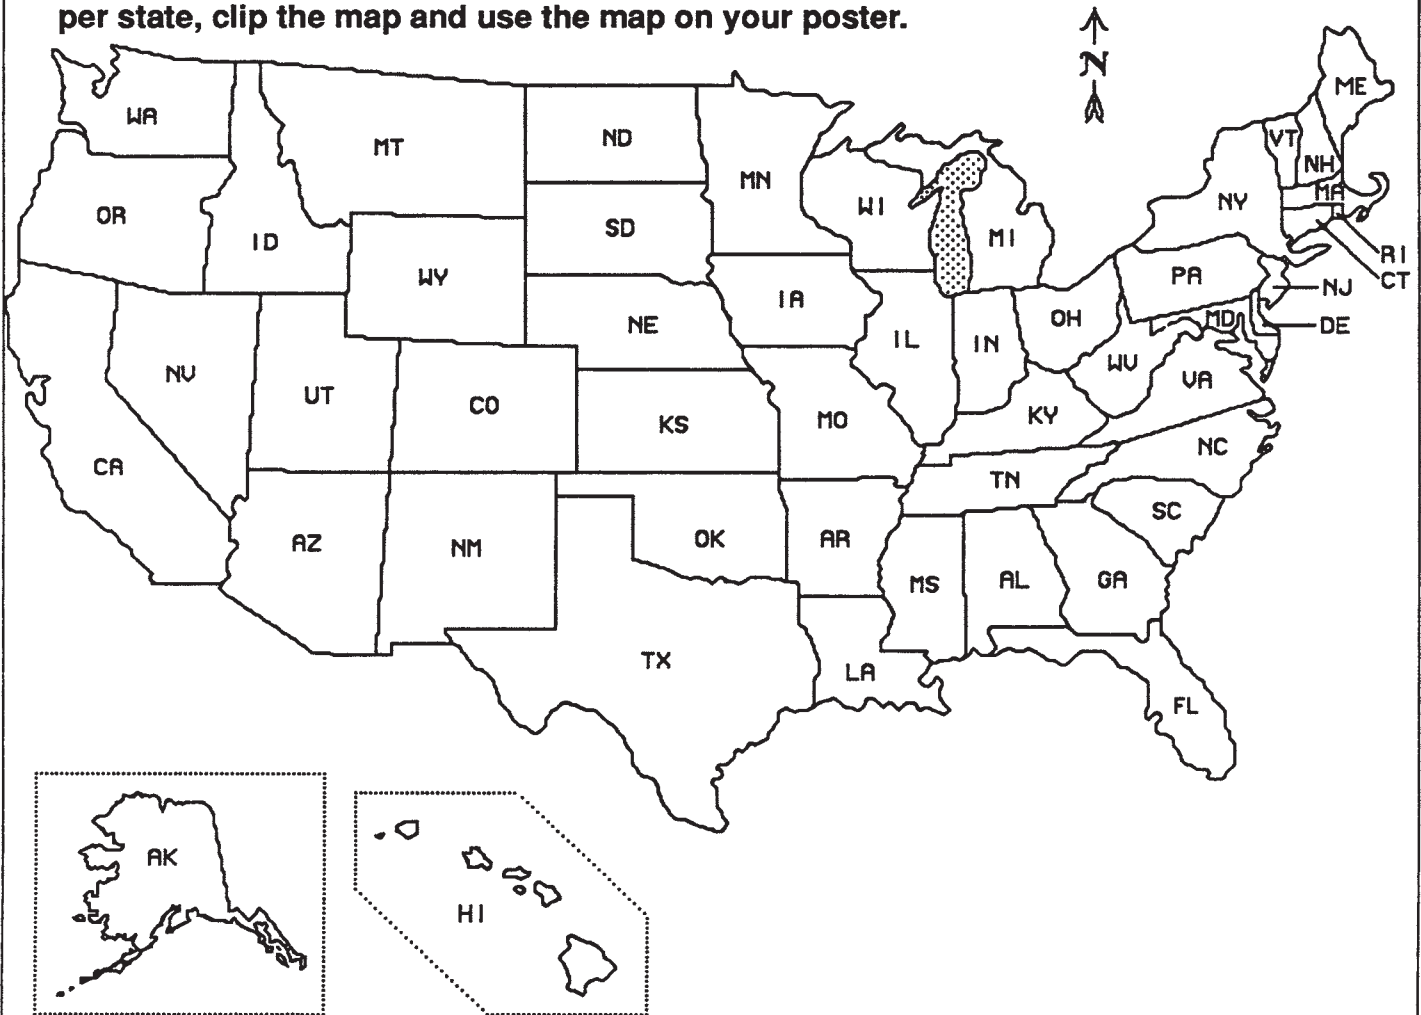 per state, clip the map and use the map on your poster.
N
ME
WA
VT
MT
ND
NH
MN
MA
OR
WI
NY
SD
ID
MI
RI
WY
PA
CT
IA
NJ
NE
OH
MD
DE
IL
IN
NV
WV
UT
VA
CO
KY
KS
MO
NC
CA
TN
SC
AZ
NM
OK
AR
MS
AL
GA
TX
LA
FL
AK
HI